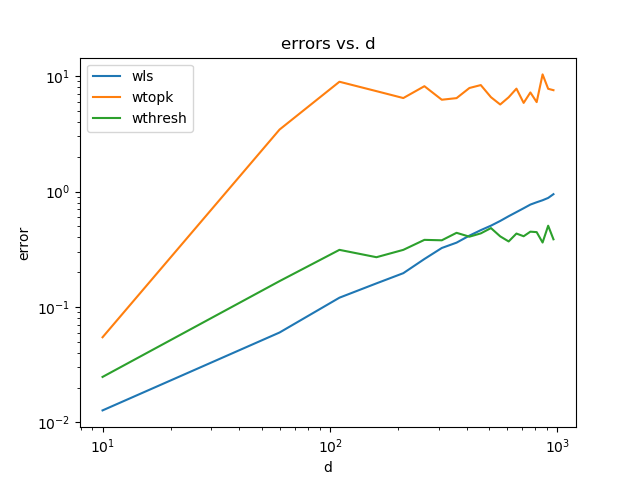 errors vs. d
wls
wtopk
wthresh
error
10¹
10⁰
10⁻¹
10⁻²
10¹
10²
10³
d